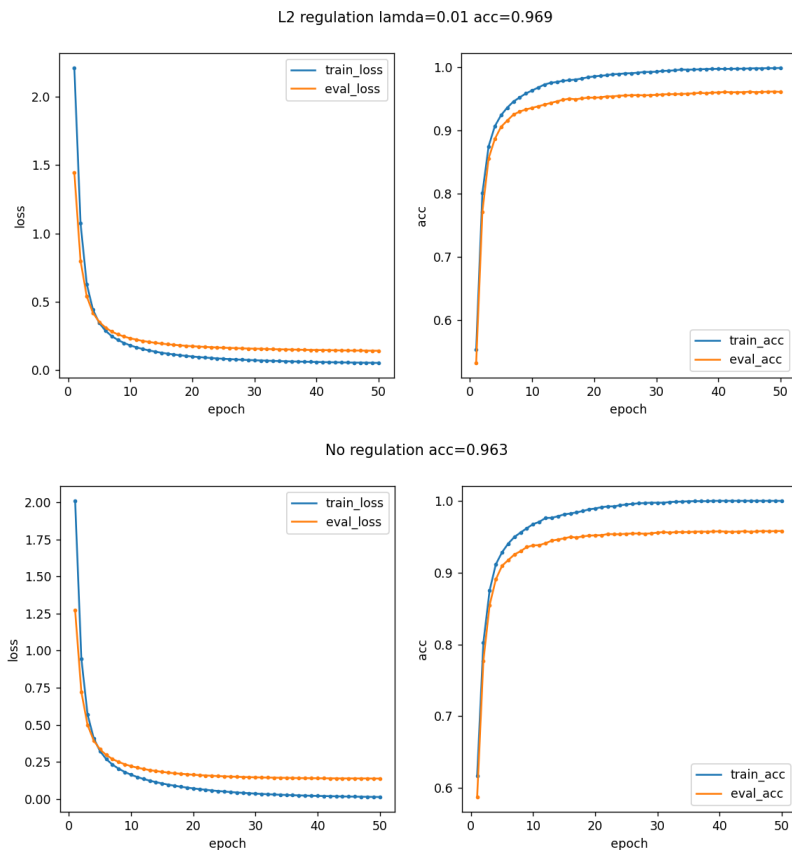 L2 regulation lamda=0.01 acc=0.969
2.0
1.5
1.0
0.5
0.0
loss
train_loss
eval_loss
0 10 20 30 40 50
epoch
1.0
0.9
0.8
0.7
0.6
acc
train_acc
eval_acc
0 10 20 30 40 50
epoch
No regulation acc=0.963
2.00
1.75
1.50
1.25
1.00
0.75
0.50
0.25
0.00
loss
train_loss
eval_loss
0 10 20 30 40 50
epoch
1.0
0.9
0.8
0.7
0.6
acc
train_acc
eval_acc
0 10 20 30 40 50
epoch